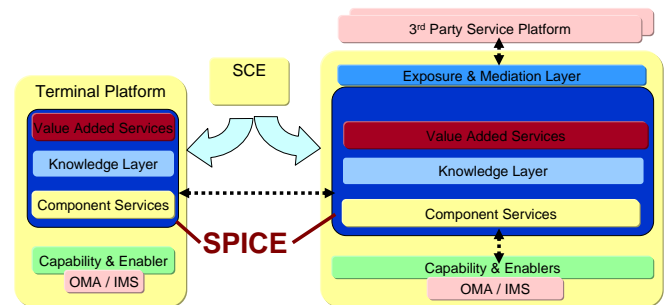 3rd Party Service Platform
SCE
Exposure & Mediation Layer
Terminal Platform
Value Added Services
Knowledge Layer
Component Services
Value Added Services
Knowledge Layer
Component Services
SPICE
Capability & Enabler
OMA / IMS
Capability & Enablers
OMA / IMS